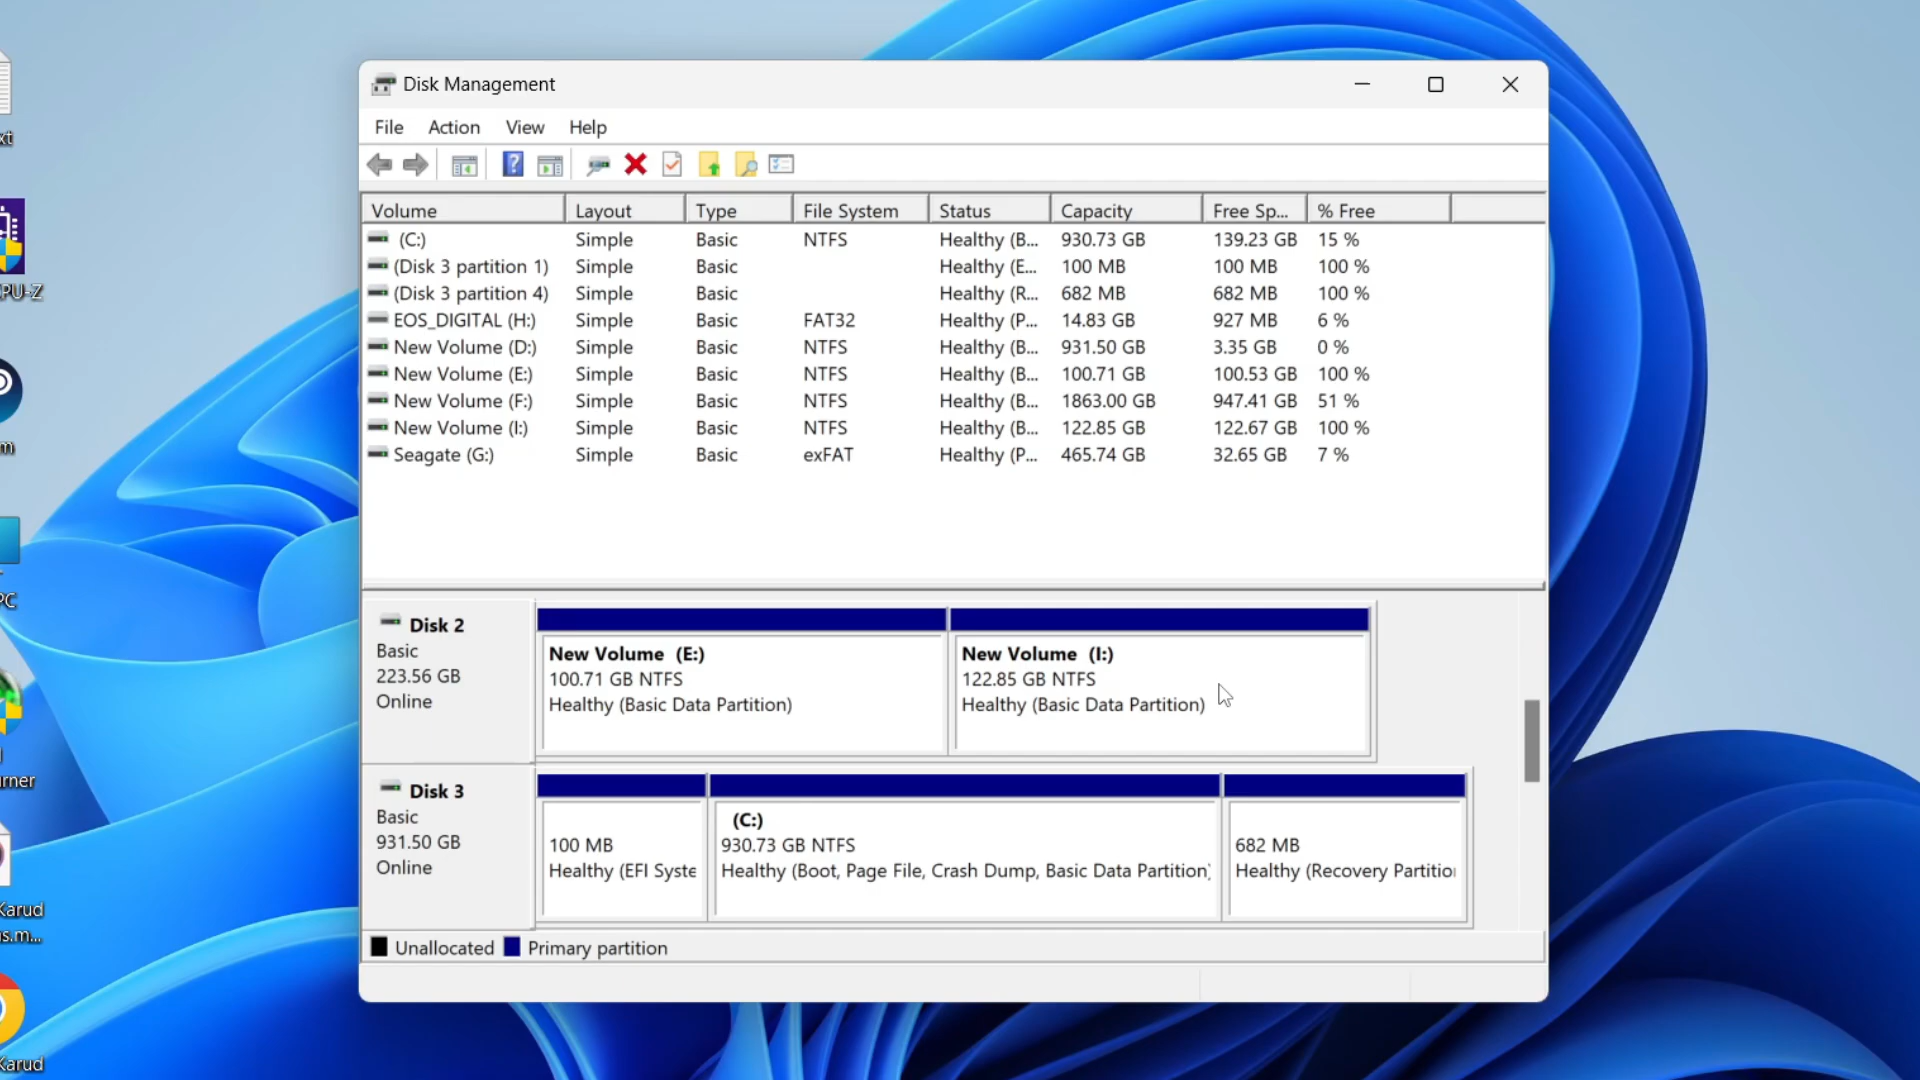 Disk Management
File Action View Help
Volume Layout Type File System Status Capacity Free Sp... % Free
(C:) Simple Basic NTFS Healthy (B... 930.73 GB 139.23 GB 15 %
(Disk 3 partition 1) Simple Basic Healthy (E... 100 MB 100 MB 100 %
(Disk 3 partition 4) Simple Basic Healthy (R... 682 MB 682 MB 100 %
EOS_DIGITAL (H:) Simple Basic FAT32 Healthy (P... 14.83 GB 927 MB 6 %
New Volume (D:) Simple Basic NTFS Healthy (B... 931.50 GB 3.35 GB 0 %
New Volume (E:) Simple Basic NTFS Healthy (B... 100.71 GB 100.53 GB 100 %
New Volume (F:) Simple Basic NTFS Healthy (B... 1863.00 GB 947.41 GB 51 %
New Volume (I:) Simple Basic NTFS Healthy (B... 122.85 GB 122.67 GB 100 %
Seagate (G:) Simple Basic exFAT Healthy (P... 465.74 GB 32.65 GB 7 %
Disk 2
Basic
223.56 GB
Online
New Volume (E:)
100.71 GB NTFS
Healthy (Basic Data Partition)
New Volume (I:)
122.85 GB NTFS
Healthy (Basic Data Partition)
Disk 3
Basic
931.50 GB
Online
100 MB
Healthy (EFI Syste
(C:)
930.73 GB NTFS
Healthy (Boot, Page File, Crash Dump, Basic Data Partition)
682 MB
Healthy (Recovery Partitio
Unallocated Primary partition
xt
PU-Z
m
PC
rner
Karud
s.m...
Karud